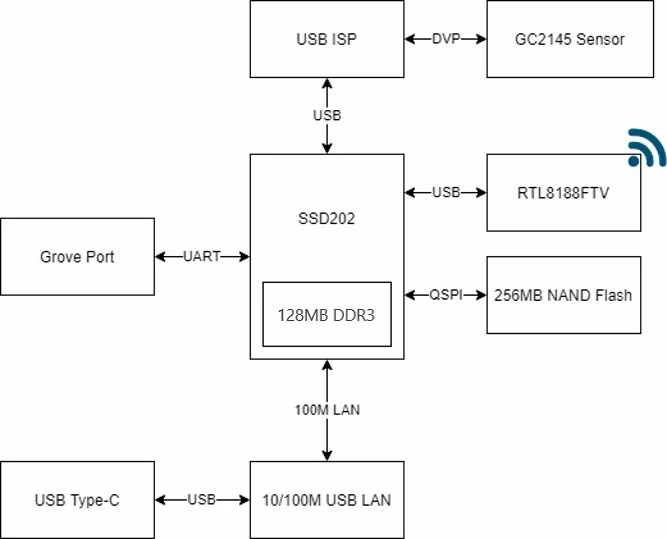 USB ISP
DVP
GC2145 Sensor
USB
SSD202
USB
RTL8188FTV
Grove Port
UART
128MB DDR3
QSPI
256MB NAND Flash
100M LAN
USB Type-C
USB
10/100M USB LAN